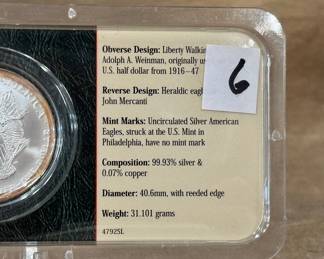 Obverse Design: Liberty Walkin
Adolph A. Weinman, originally u
U.S. half dollar from 1916—47
6
Reverse Design: Heraldic eagl
John Mercanti
Mint Marks: Uncirculated Silver American
Eagles, struck at the U.S. Mint in
Philadelphia, have no mint mark
Composition: 99.93% silver &
0.07% copper
Diameter: 40.6mm, with reeded edge
Weight: 31.101 grams
4792SL